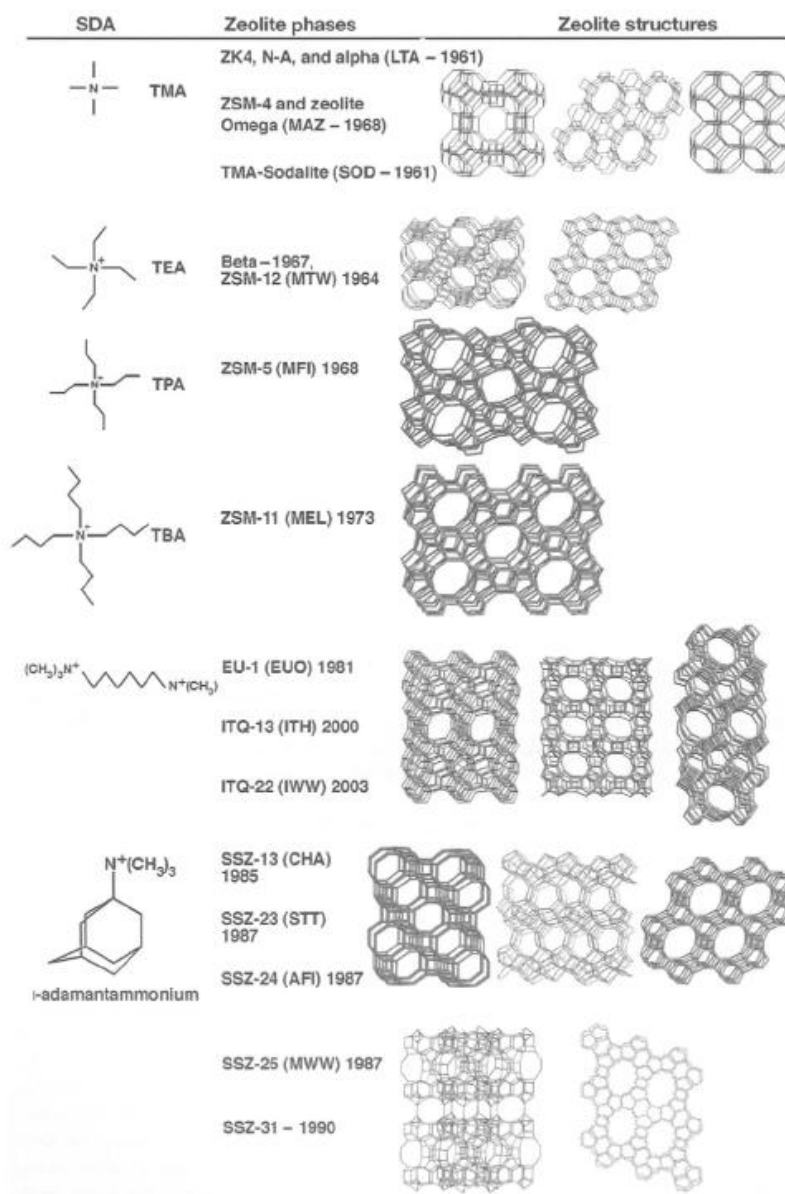 SDA Zeolite phases Zeolite structures
N TMA
ZK4, N-A, and alpha (LTA – 1961)
ZSM-4 and zeolite
Omega (MAZ – 1968)
TMA-Sodalite (SOD – 1961)
N+ TEA
Beta – 1967,
ZSM-12 (MTW) 1964
N+ TPA
ZSM-5 (MFI) 1968
N+ TBA
ZSM-11 (MEL) 1973
(CH3)3N+
N+(CH3)
EU-1 (EUO) 1981
ITQ-13 (ITH) 2000
ITQ-22 (IWW) 2003
N+(CH3)3
ı-adamantammonium
SSZ-13 (CHA)
1985
SSZ-23 (STT)
1987
SSZ-24 (AFI) 1987
SSZ-25 (MWW) 1987
SSZ-31 – 1990